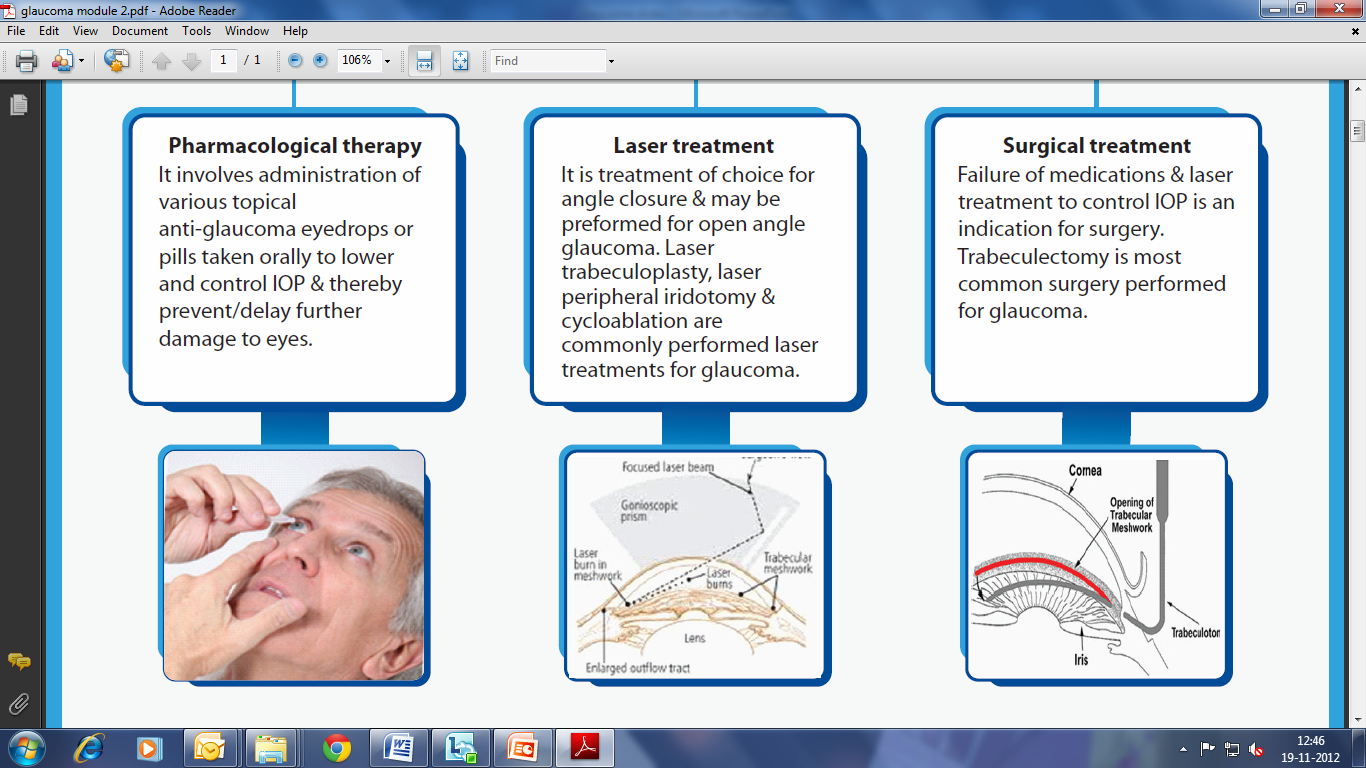 glaucoma module 2.pdf - Adobe Reader
File Edit View Document Tools Window Help
1 / 1 106% Find
Pharmacological therapy
It involves administration of
various topical
anti-glaucoma eyedrops or
pills taken orally to lower
and control IOP & thereby
prevent/delay further
damage to eyes.
Laser treatment
It is treatment of choice for
angle closure & may be
preformed for open angle
glaucoma. Laser
trabeculoplasty, laser
peripheral iridotomy &
cycloablation are
commonly performed laser
treatments for glaucoma.
Surgical treatment
Failure of medications & laser
treatment to control IOP is an
indication for surgery.
Trabeculectomy is most
common surgery performed
for glaucoma.
Focused laser beam
Gonioscopic
prism
Laser
burn in
meshwork
Laser
burns
Trabecular
meshwork
Lens
Enlarged outflow tract
Cornea
Opening of
Trabecular
Meshwork
Trabeculoton
Iris
12:46
19-11-2012